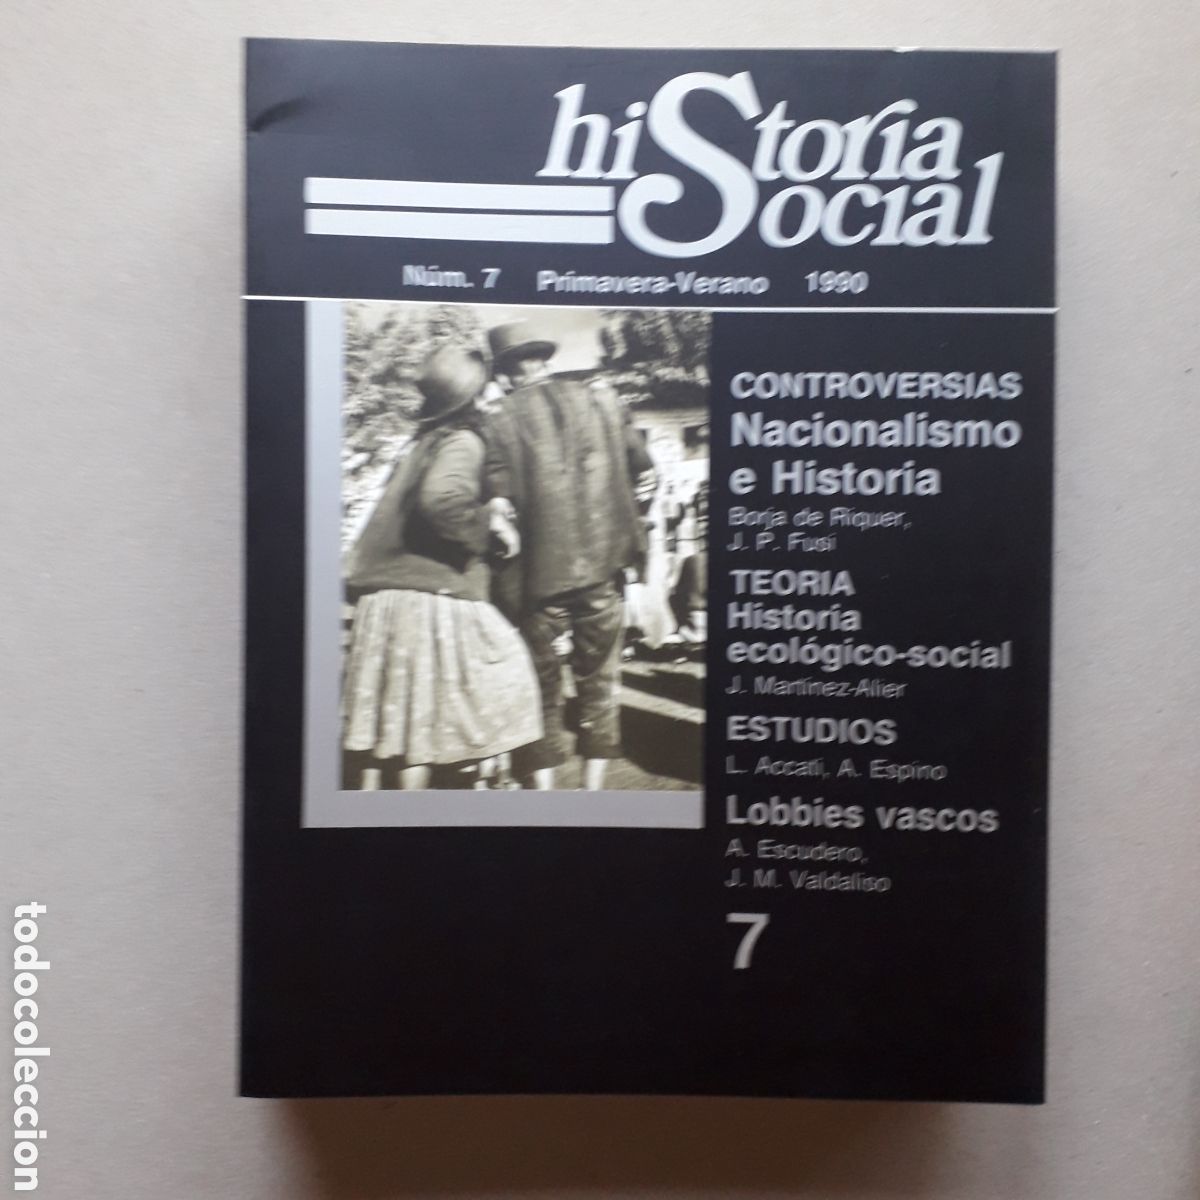 hiStoria
Social
Núm. 7 Primavera-Verano 1990
CONTROVERSIAS
Nacionalismo
e Historia
Borja de Riquer,
J. P. Fusi
TEORIA
Historia
ecológico-social
J. Martínez-Alier
ESTUDIOS
L. Accati, A. Espino
Lobbies vascos
A. Escudero,
J. M. Valdaliso
7
todocoleccion